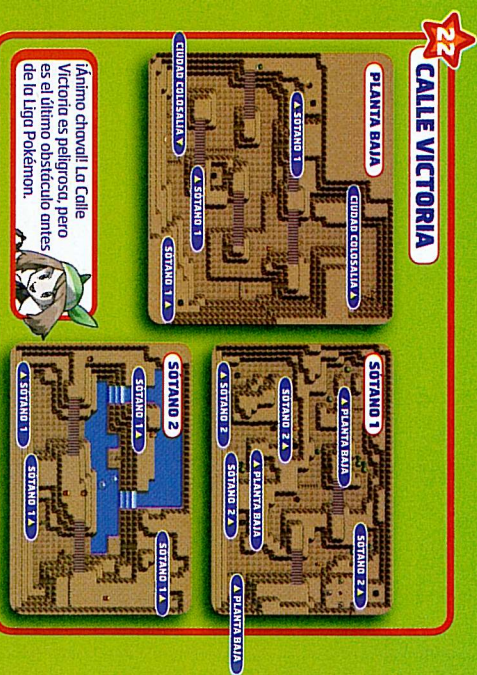 22
CALLE VICTORIA
PLANTA BAJA
CIUDAD COLOSALIA ▲
▲ SÓTANO 1
▲ SÓTANO 1
CIUDAD COLOSALIA ▼
SÓTANO 1 ▲
¡Ánimo chaval! La Calle
Victoria es peligrosa, pero
es el último obstáculo antes
de la Liga Pokémon.
SÓTANO 1
SÓTANO 2 ▲
▲ PLANTA BAJA
SÓTANO 2 ▲
▲ PLANTA BAJA
▲ PLANTA BAJA
SÓTANO 2 ▲
▲ SÓTANO 2
SÓTANO 2
SÓTANO 1 ▲
SÓTANO 1 ▲
SÓTANO 1 ▲
▲ SÓTANO 1